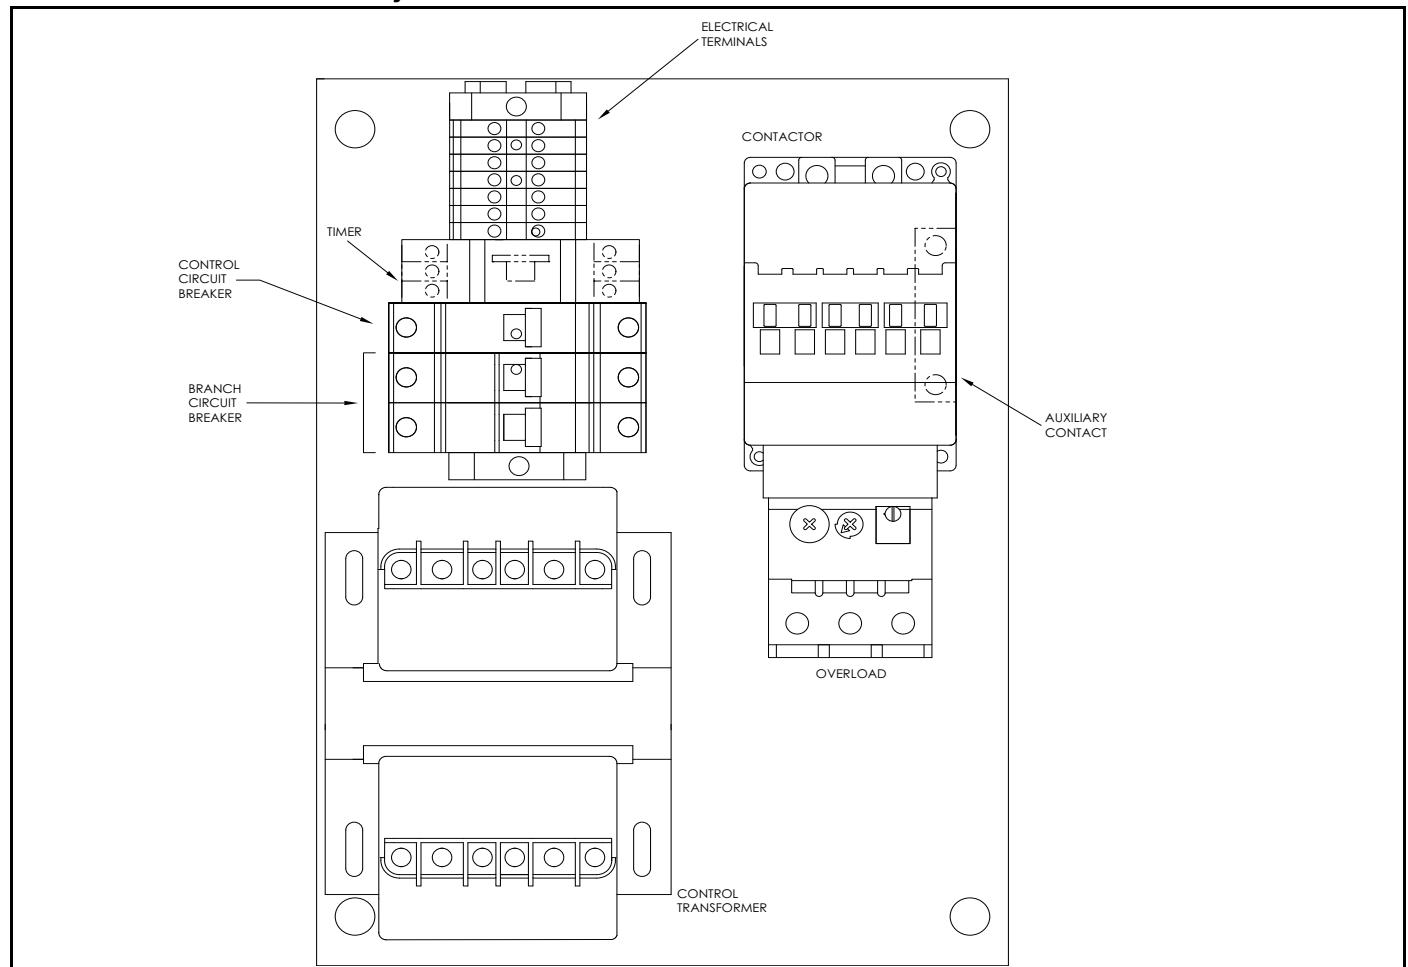 ELECTRICAL
TERMINALS
CONTACTOR
TIMER
CONTROL
CIRCUIT
BREAKER
BRANCH
CIRCUIT
BREAKER
AUXILIARY
CONTACT
OVERLOAD
CONTROL
TRANSFORMER